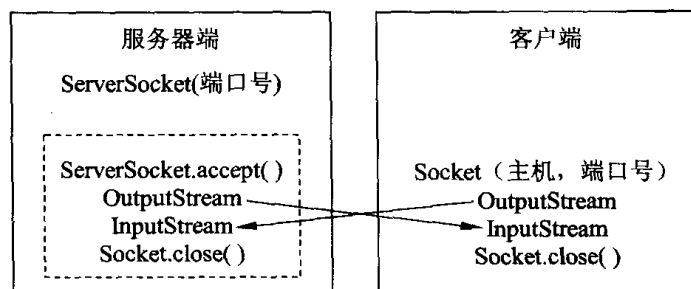 服务器端
ServerSocket(端口号)
ServerSocket.accept( )
OutputStream
InputStream
Socket.close( )
客户端
Socket（主机，端口号）
OutputStream
InputStream
Socket.close( )